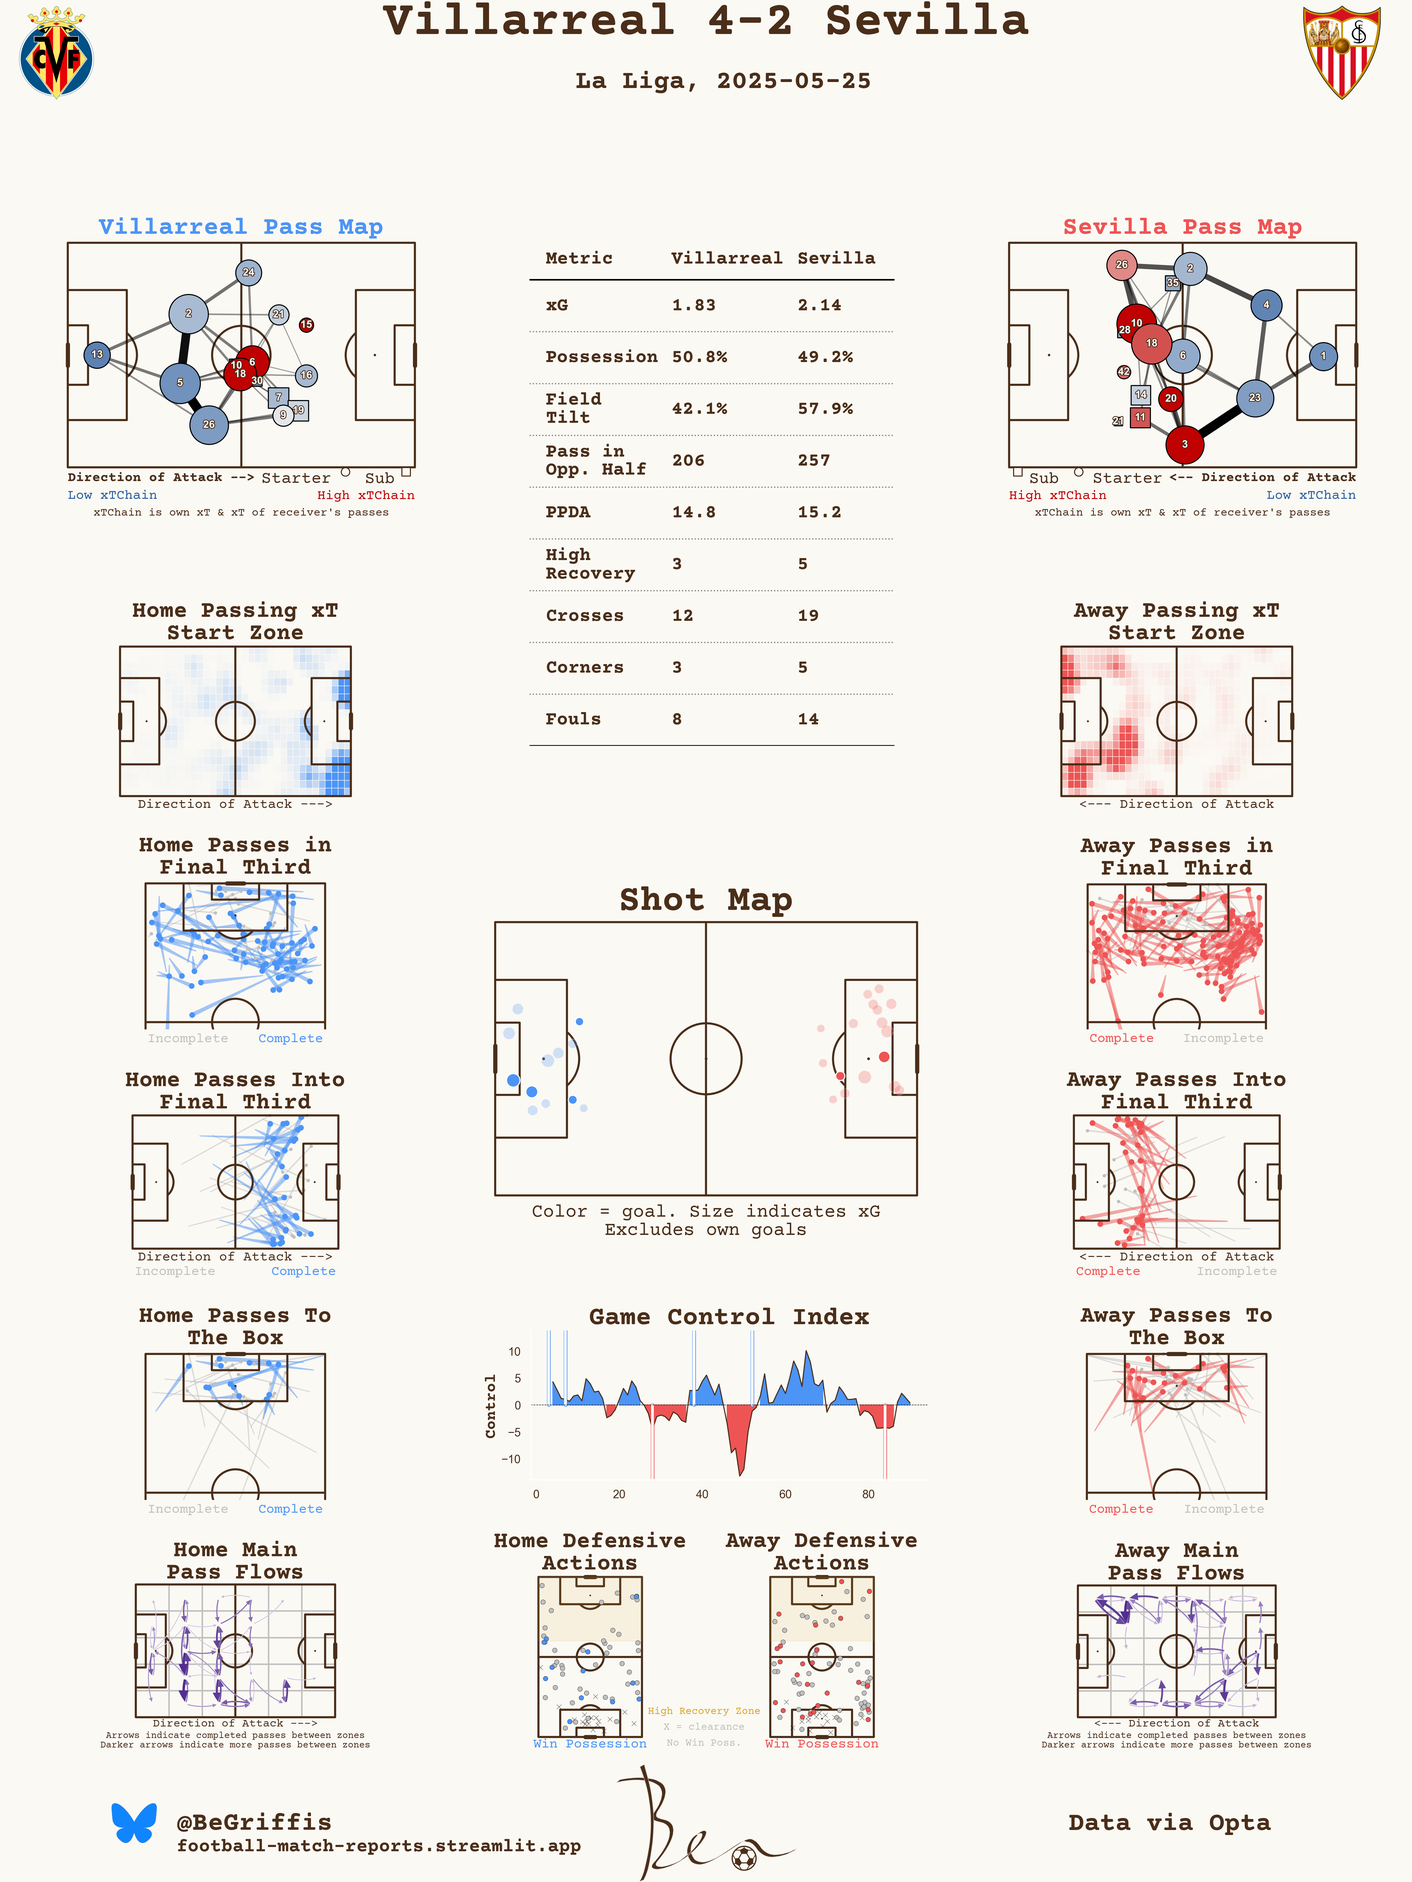 Villarreal 4-2 Sevilla
La Liga, 2025-05-25
CVF
Villarreal Pass Map
24
2
21
15
13
6
10
18
30
16
5
7
19
9
26
Direction of Attack --> Starter Sub
Low xTChain High xTChain
xTChain is own xT & xT of receiver's passes
Metric Villarreal Sevilla
xG 1.83 2.14
Possession 50.8% 49.2%
Field
Tilt 42.1% 57.9%
Pass in
Opp. Half 206 257
PPDA 14.8 15.2
High
Recovery 3 5
Crosses 12 19
Corners 3 5
Fouls 8 14
Sevilla Pass Map
26
2
35
4
10
28
18
6
1
42
14
20
23
21
11
3
Sub Starter <-- Direction of Attack
High xTChain Low xTChain
xTChain is own xT & xT of receiver's passes
Home Passing xT
Start Zone
Direction of Attack --->
Away Passing xT
Start Zone
<--- Direction of Attack
Home Passes in
Final Third
Incomplete Complete
Shot Map
Color = goal. Size indicates xG
Excludes own goals
Away Passes in
Final Third
Complete Incomplete
Home Passes Into
Final Third
Direction of Attack --->
Incomplete Complete
Away Passes Into
Final Third
<--- Direction of Attack
Complete Incomplete
Home Passes To
The Box
Incomplete Complete
Game Control Index
Control
10
5
0
−5
−10
0 20 40 60 80
Away Passes To
The Box
Complete Incomplete
Home Main
Pass Flows
Direction of Attack --->
Arrows indicate completed passes between zones
Darker arrows indicate more passes between zones
Home Defensive
Actions
Win Possession
High Recovery Zone
X = clearance
No Win Poss.
Away Defensive
Actions
Win Possession
Away Main
Pass Flows
<--- Direction of Attack
Arrows indicate completed passes between zones
Darker arrows indicate more passes between zones
@BeGriffis
football-match-reports.streamlit.app
Ben
Data via Opta